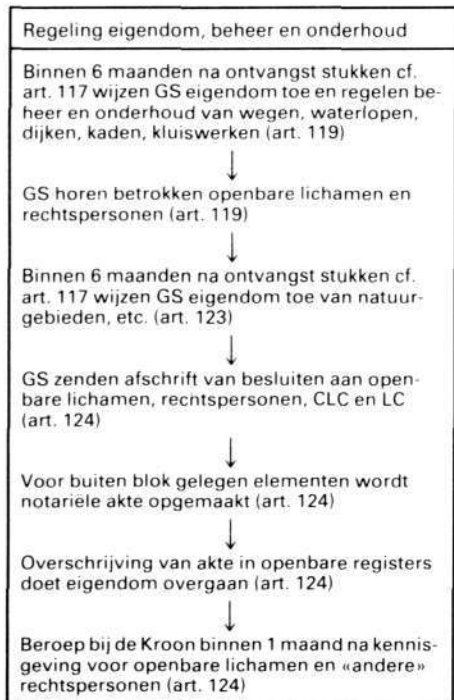 Regeling eigendom, beheer en onderhoud
Binnen 6 maanden na ontvangst stukken cf.
art. 117 wijzen GS eigendom toe en regelen be-
heer en onderhoud van wegen, waterlopen,
dijken, kaden, kluiswerken (art. 119)
GS horen betrokken openbare lichamen en
rechtspersonen (art. 119)
Binnen 6 maanden na ontvangst stukken cf.
art. 117 wijzen GS eigendom toe van natuur-
gebieden, etc. (art. 123)
GS zenden afschrift van besluiten aan open-
bare lichamen, rechtspersonen, CLC en LC
(art. 124)
Voor buiten blok gelegen elementen wordt
notariële akte opgemaakt (art. 124)
Overschrijving van akte in openbare registers
doet eigendom overgaan (art. 124)
Beroep bij de Kroon binnen 1 maand na kennis-
geving voor openbare lichamen en «andere»
rechtspersonen (art. 124)